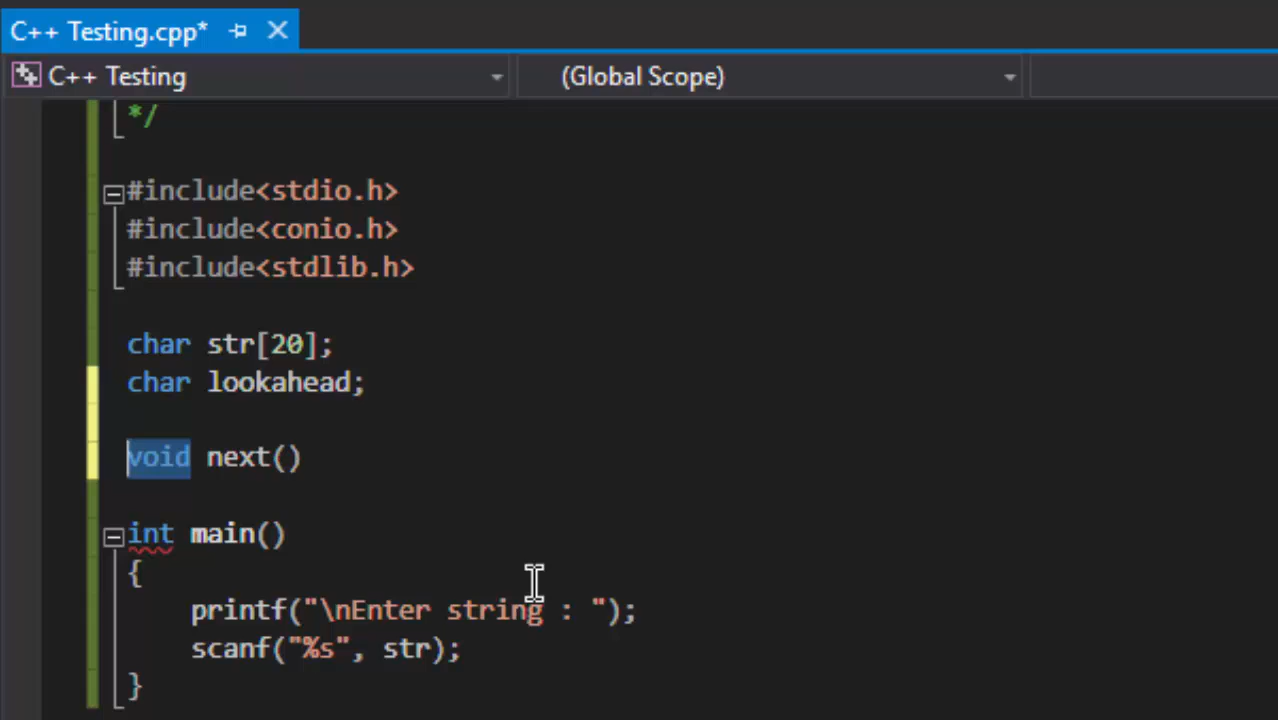 C++ Testing.cpp*
C++ Testing (Global Scope)
*/
#include<stdio.h>
#include<conio.h>
#include<stdlib.h>
char str[20];
char lookahead;
void next()
int main()
{
printf("\nEnter string : ");
scanf("%s", str);
}